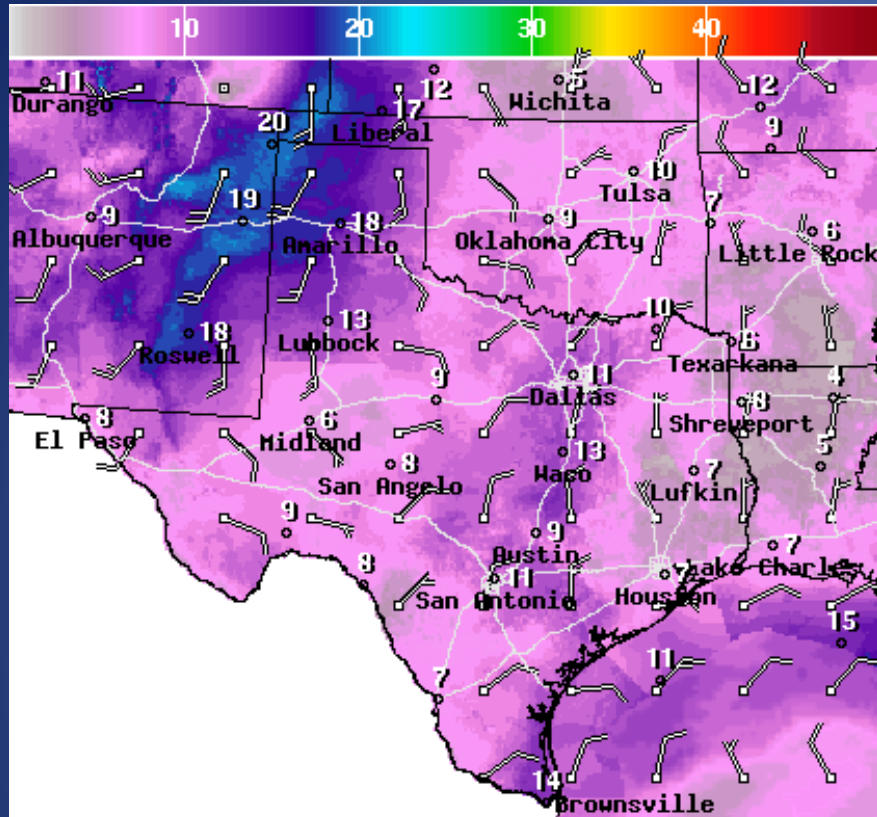 10 20 30 40
11 12 5 12
Durango Wichita
17
Liberal
20 9
10
Tulsa
9 19 18 9 7 6
Albuquerque Amarillo Oklahoma City Little Rock
18 13 10 6
Roswell Lubbock Texarkana
11
Dallas
9 8 4
8 6 Shreveport
El Paso Midland
8 13 7 5
San Angelo Waco Lufkin
9 9 7
Austin Lake Charles
8 11 7
San Antonio Houston
15
7 11
14
Brownsville